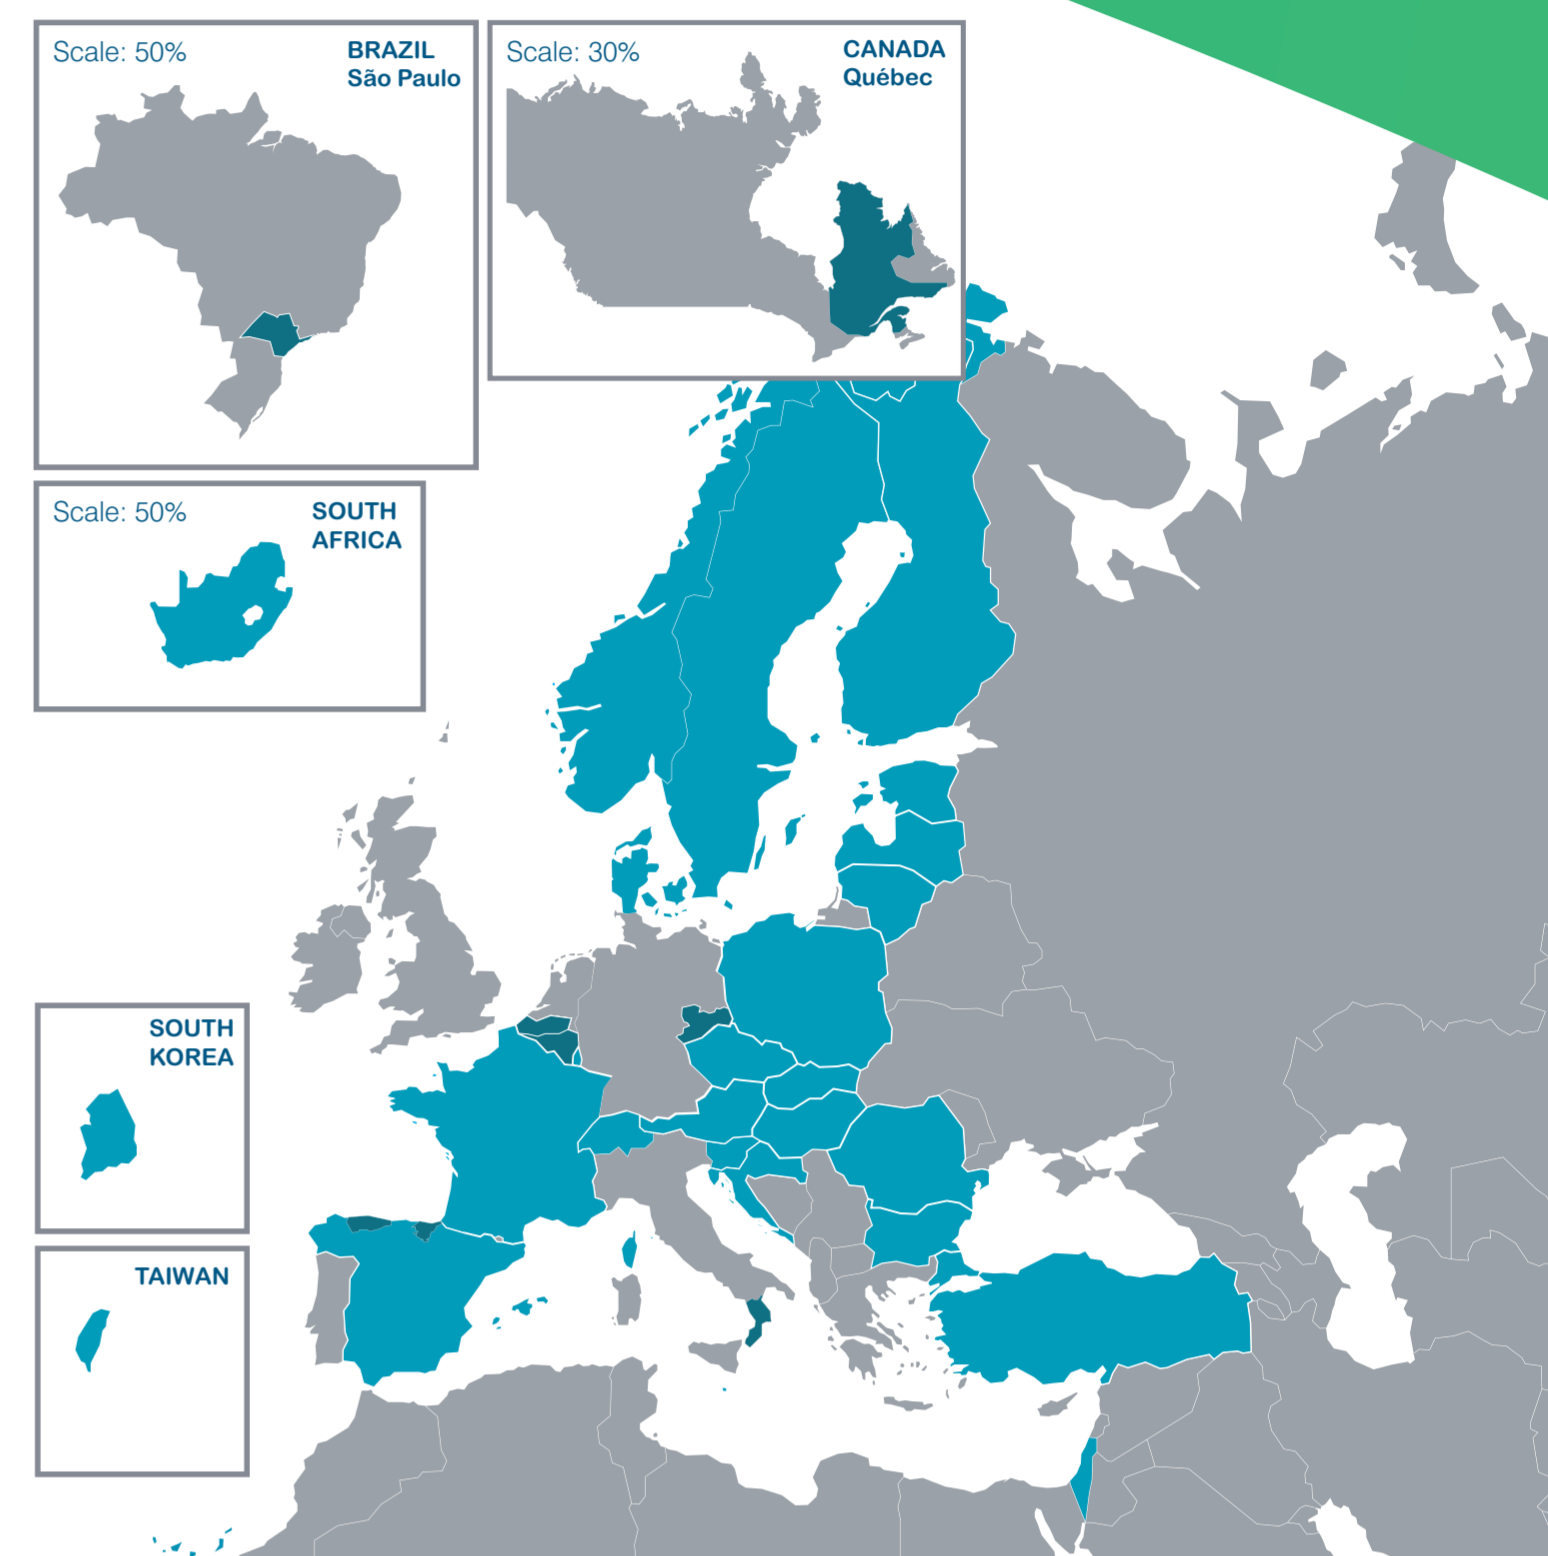 Scale: 50%
BRAZIL
São Paulo
Scale: 30%
CANADA
Québec
Scale: 50%
SOUTH
AFRICA
SOUTH
KOREA
TAIWAN